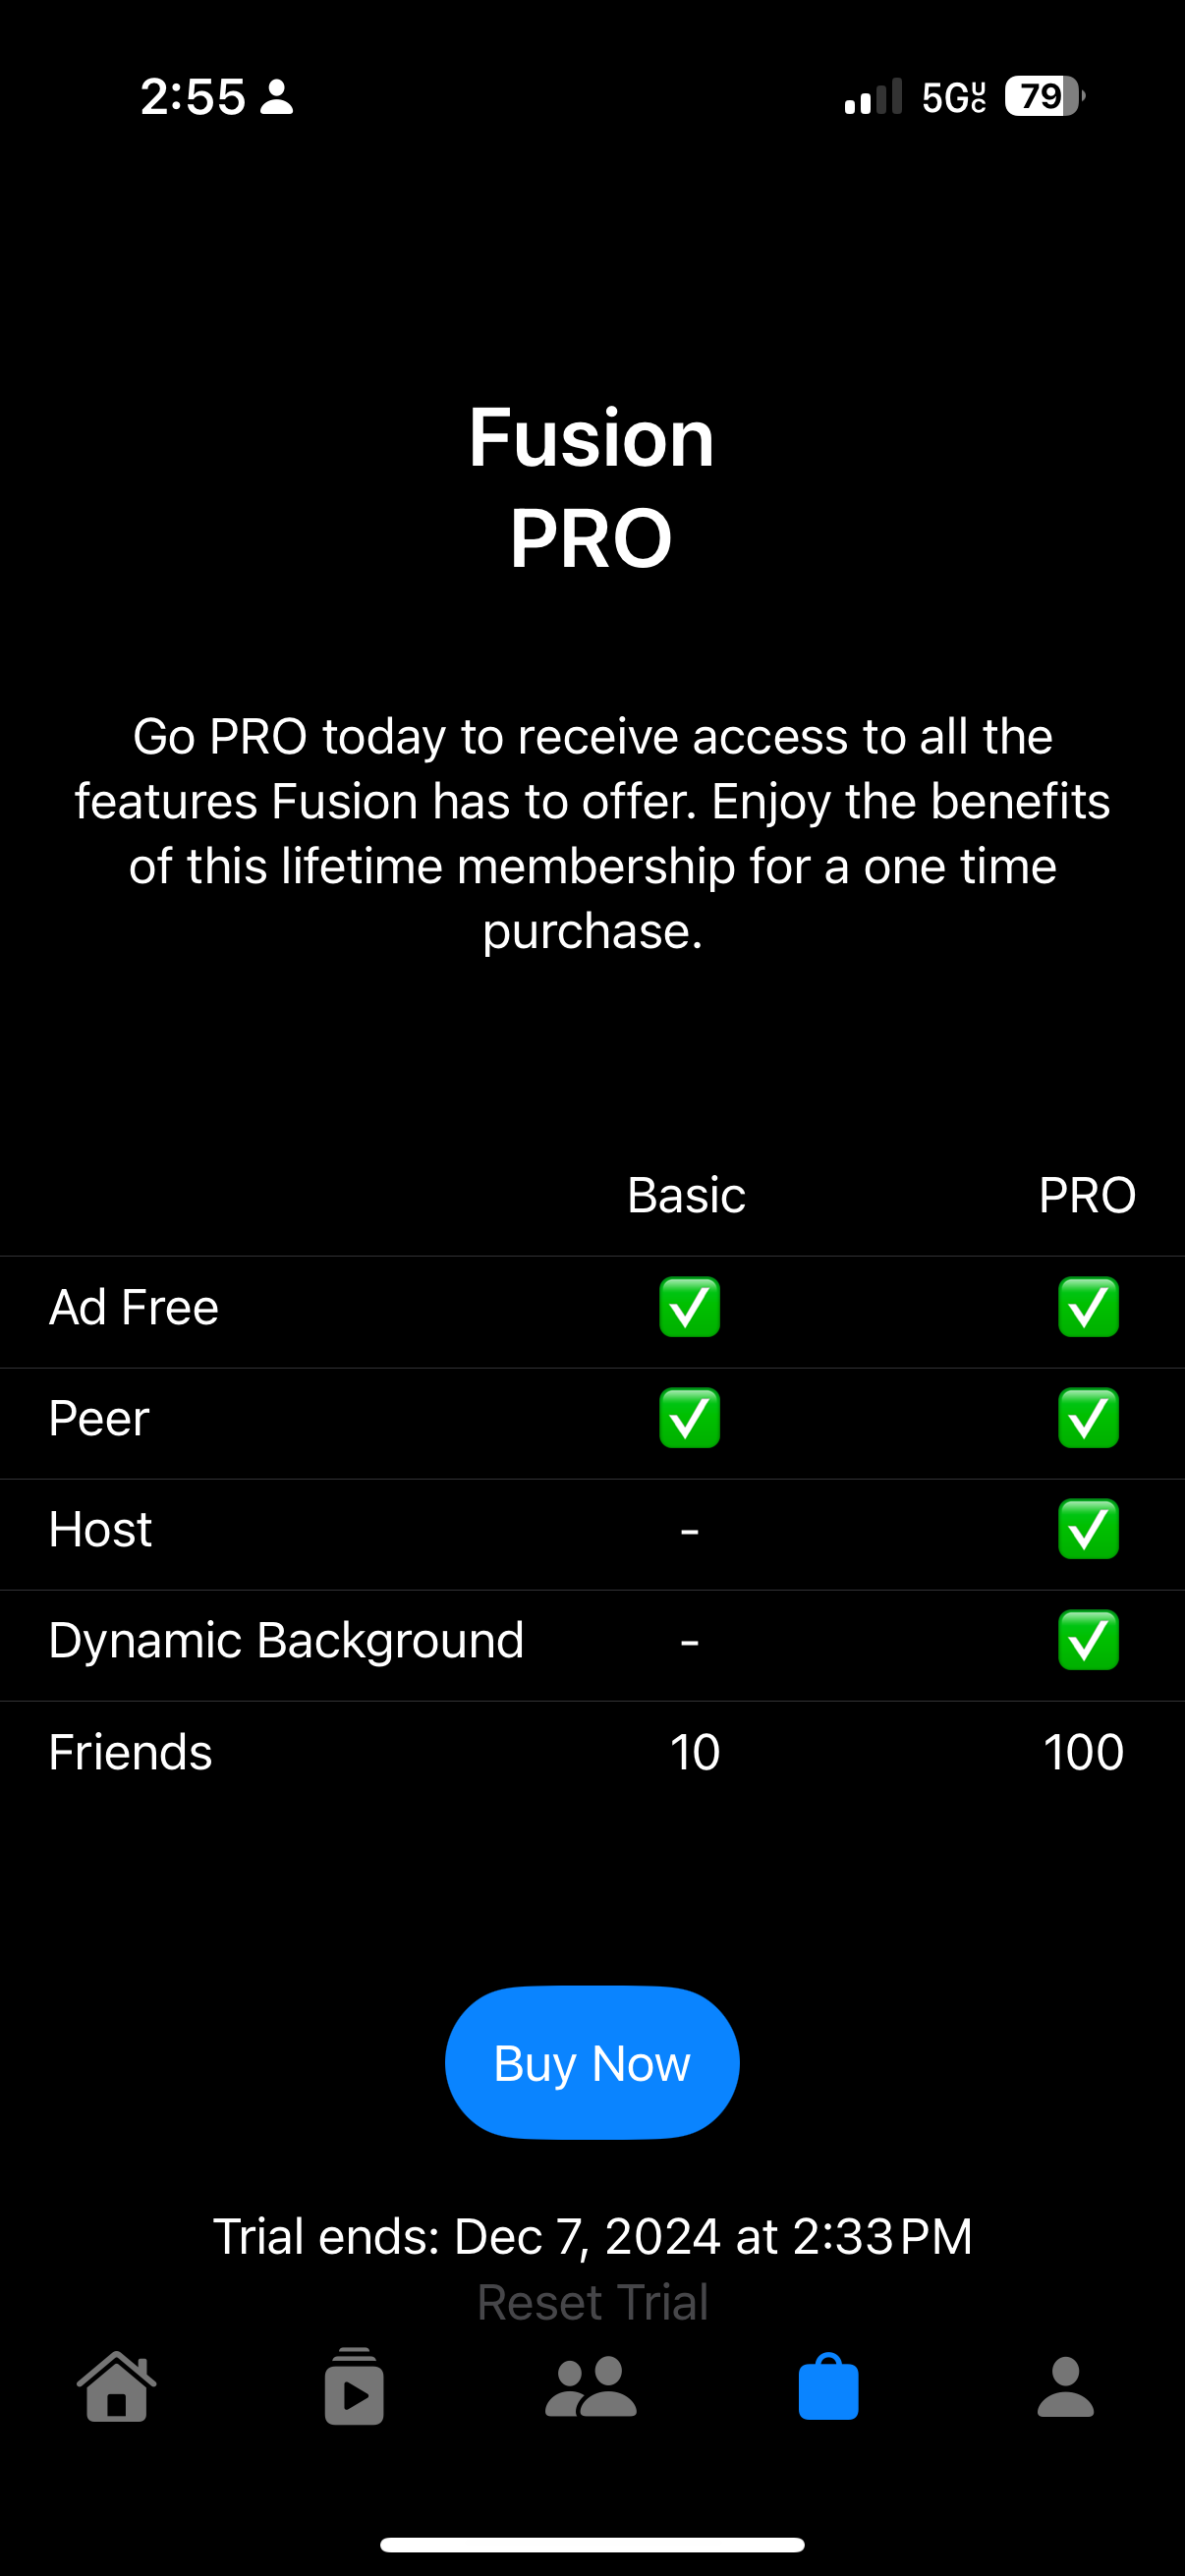 2:55 5G UC 79
Fusion
PRO
Go PRO today to receive access to all the
features Fusion has to offer. Enjoy the benefits
of this lifetime membership for a one time
purchase.
Basic PRO
Ad Free ✅ ✅
Peer ✅ ✅
Host - ✅
Dynamic Background - ✅
Friends 10 100
Buy Now
Trial ends: Dec 7, 2024 at 2:33 PM
Reset Trial